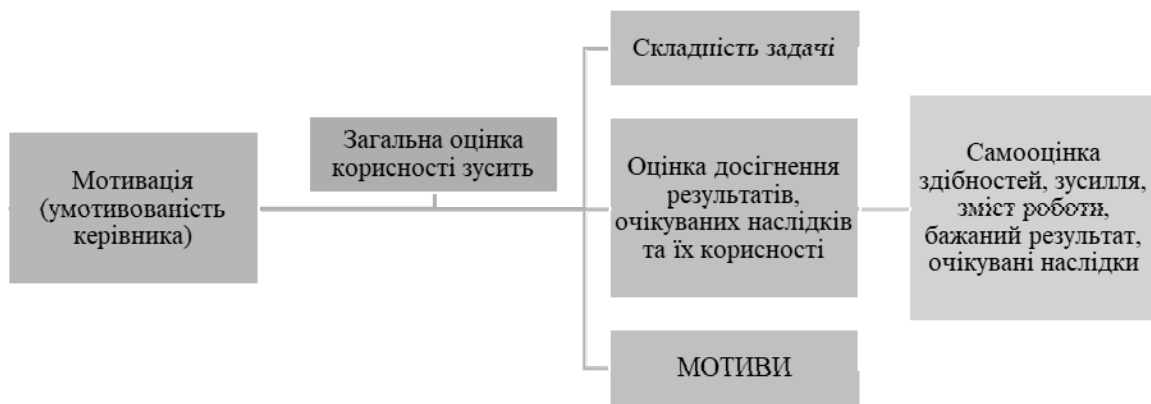 Мотивація
(умотивованість
керівника)
Загальна оцінка
корисності зусить
Складність задачі
Оцінка досігнення
результатів,
очікуваних наслідків
та їх корисності
МОТИВИ
Самооцінка
здібностей, зусилля,
зміст роботи,
бажаний результат,
очікувані наслідки